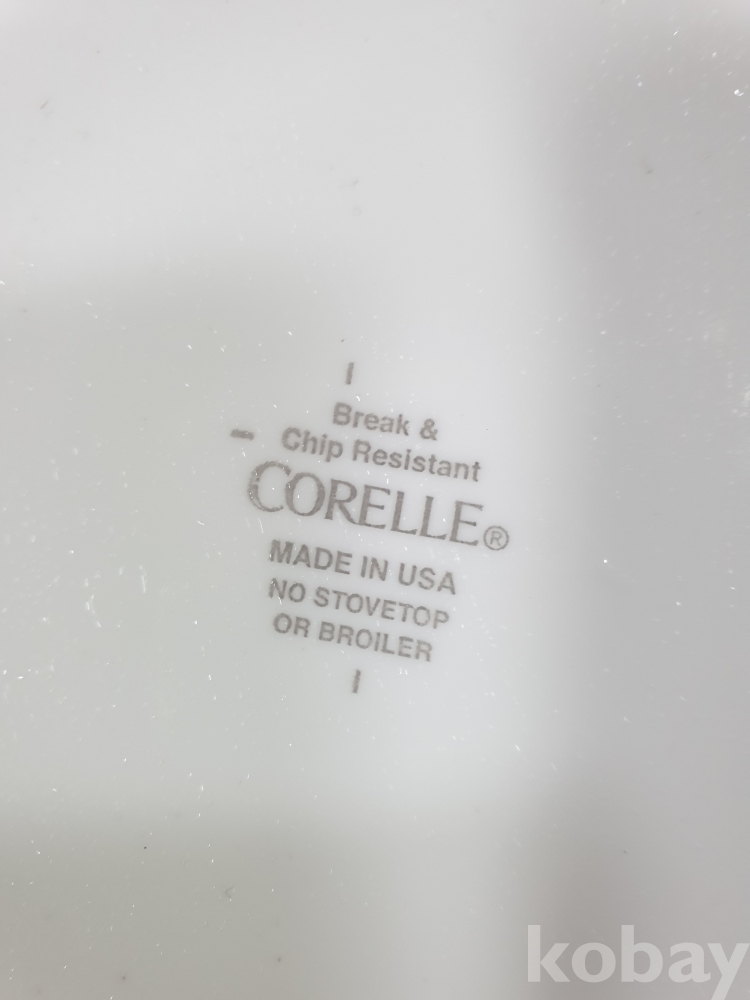 Break &
Chip Resistant
CORELLE®
MADE IN USA
NO STOVETOP
OR BROILER
kobay